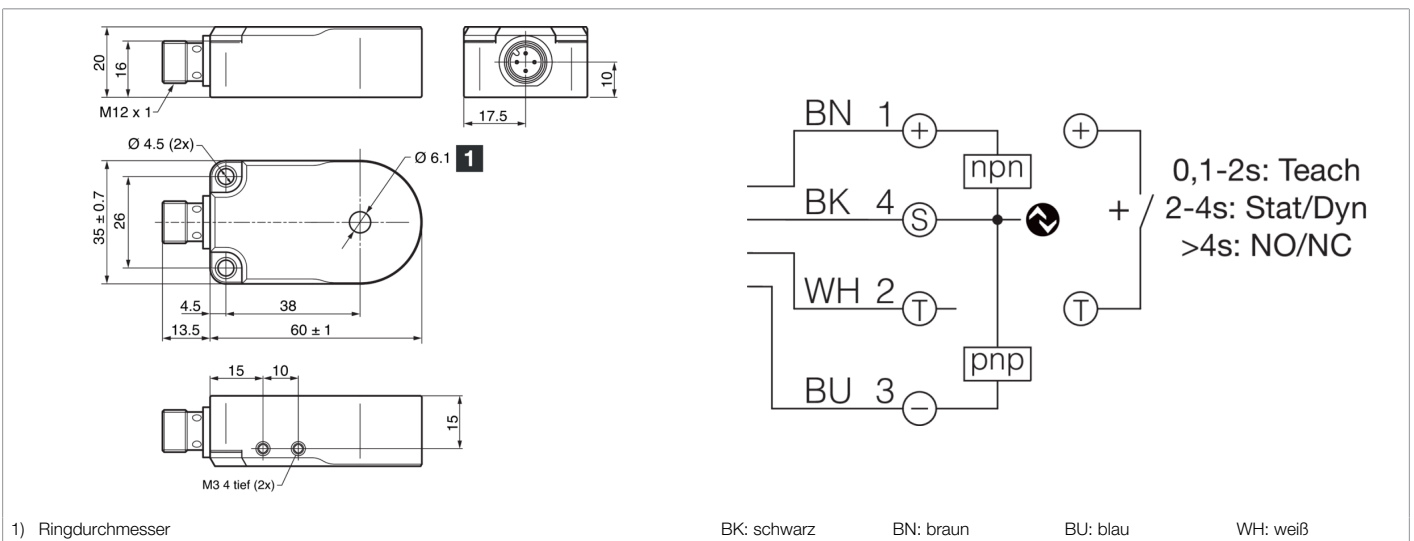 20
16
M12 x 1
10
17.5
Ø 4.5 (2x)
Ø 6.1 1
35 ± 0.7
26
4.5
38
13.5
60 ± 1
15
10
15
M3 4 tief (2x)
BN 1 +
npn
BK 4 S
WH 2 T
pnp
BU 3 −
+
+
T
0,1-2s: Teach
2-4s: Stat/Dyn
>4s: NO/NC
1) Ringdurchmesser
BK: schwarz BN: braun BU: blau WH: weiß